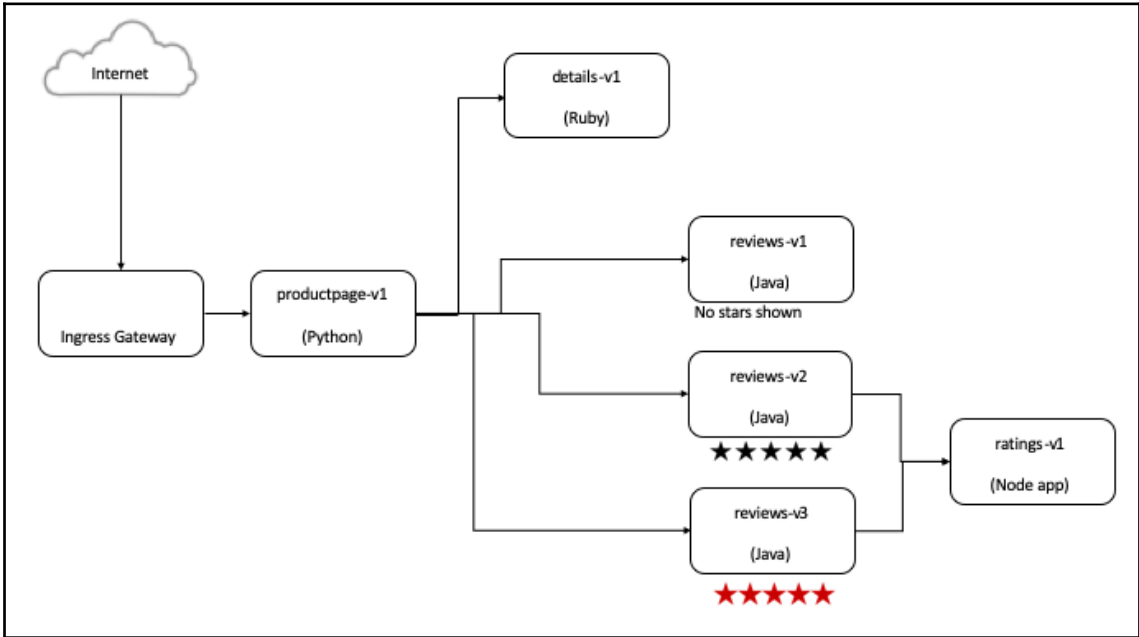 Internet
details-v1
(Ruby)
reviews-v1
(Java)
No stars shown
productpage-v1
(Python)
Ingress Gateway
reviews-v2
(Java)
★★★★★
ratings-v1
(Node app)
reviews-v3
(Java)
★★★★★